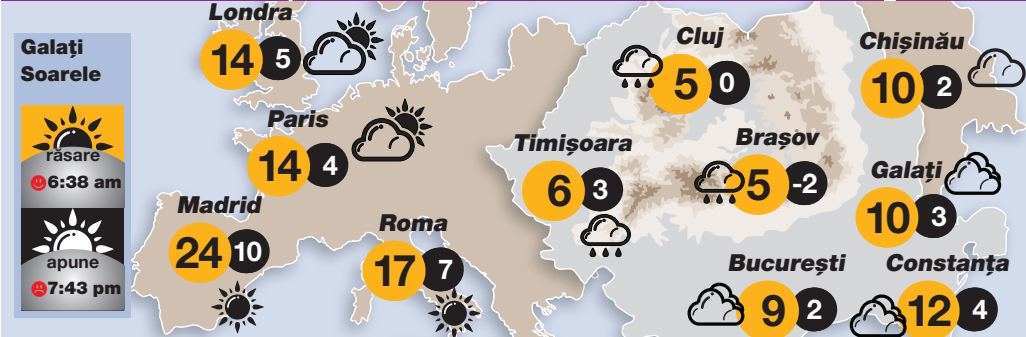 Galați
Soarele
răsare
6:38 am
apune
7:43 pm
Londra
14 5
Paris
14 4
Madrid
24 10
Roma
17 7
Cluj
5 0
Timișoara
6 3
Brașov
5 -2
Chișinău
10 2
Galați
10 3
București
9 2
Constanța
12 4